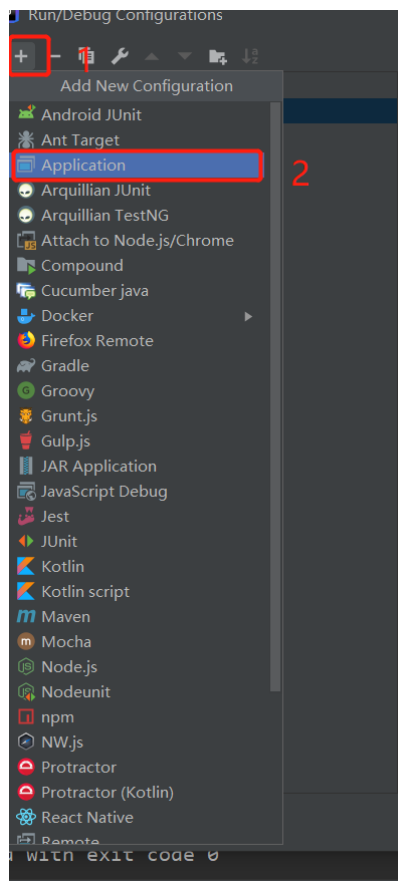 Run/Debug Configurations
1
Add New Configuration
Android JUnit
Ant Target
Application
2
Arquillian JUnit
Arquillian TestNG
Attach to Node.js/Chrome
Compound
Cucumber java
Docker
Firefox Remote
Gradle
Groovy
Grunt.js
Gulp.js
JAR Application
JavaScript Debug
Jest
JUnit
Kotlin
Kotlin script
Maven
Mocha
Node.js
Nodeunit
npm
NW.js
Protractor
Protractor (Kotlin)
React Native
Remote
with exit code 0